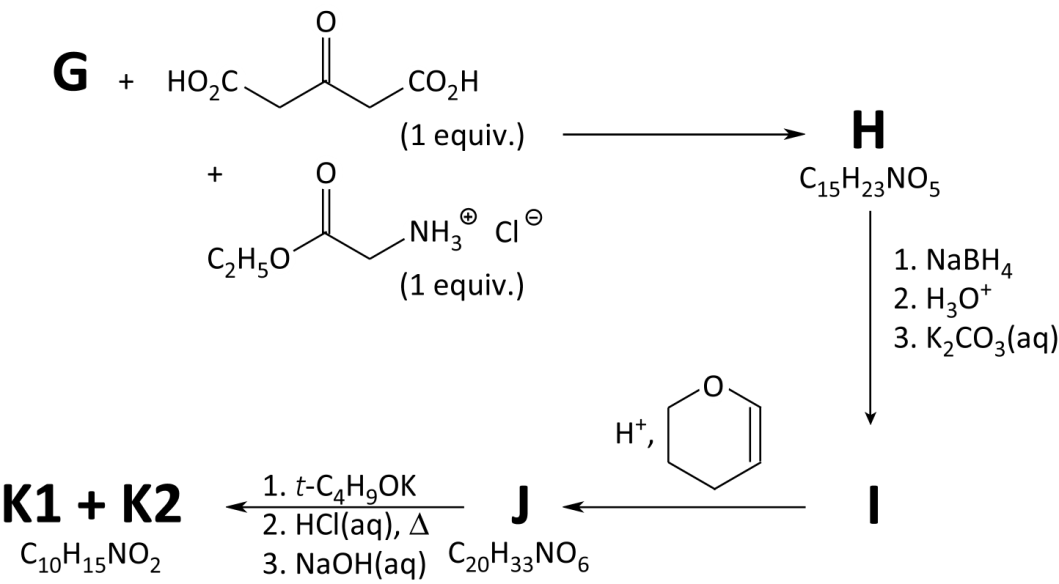 O
G + HO₂C CO₂H
(1 equiv.)
H
C₁₅H₂₃NO₅
+
O
C₂H₅O NH₃⊕ Cl⊖
(1 equiv.)
1. NaBH₄
2. H₃O⁺
3. K₂CO₃(aq)
O
H⁺,
K1 + K2
C₁₀H₁₅NO₂
1. t-C₄H₉OK
2. HCl(aq), Δ
3. NaOH(aq)
J
C₂₀H₃₃NO₆
I